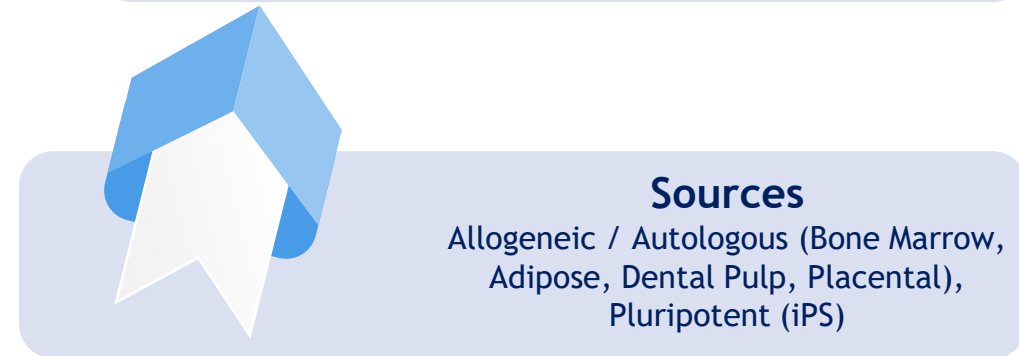 Sources
Allogeneic / Autologous (Bone Marrow,
Adipose, Dental Pulp, Placental),
Pluripotent (iPS)